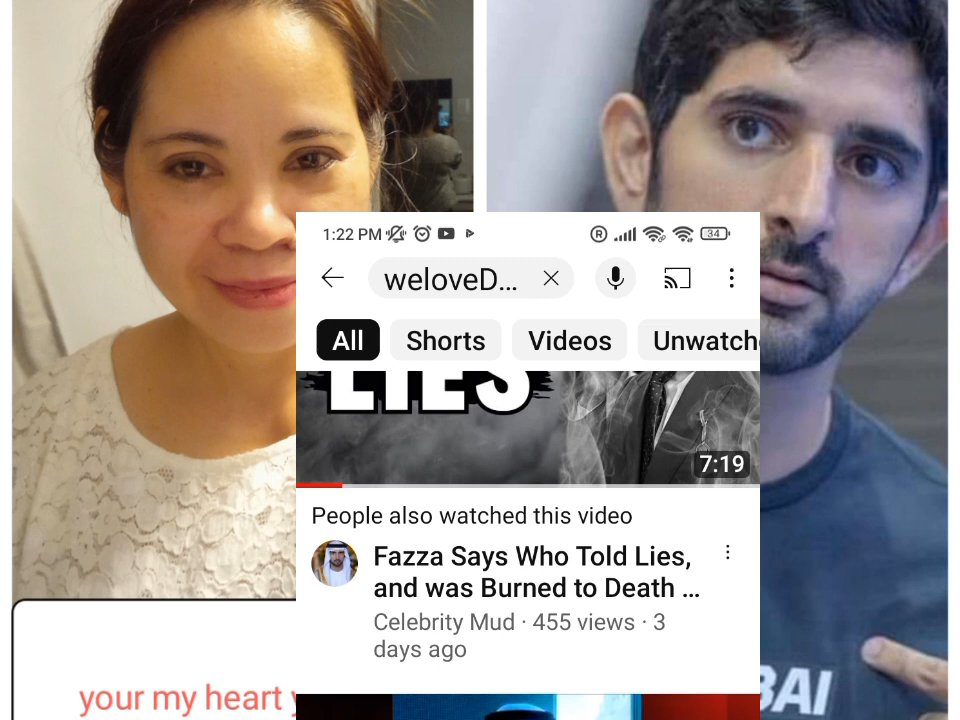 1:22 PM
34
weloveD...
All Shorts Videos Unwatch
LIES
7:19
People also watched this video
Fazza Says Who Told Lies,
and was Burned to Death ...
Celebrity Mud · 455 views · 3
days ago
BAI
your my heart y